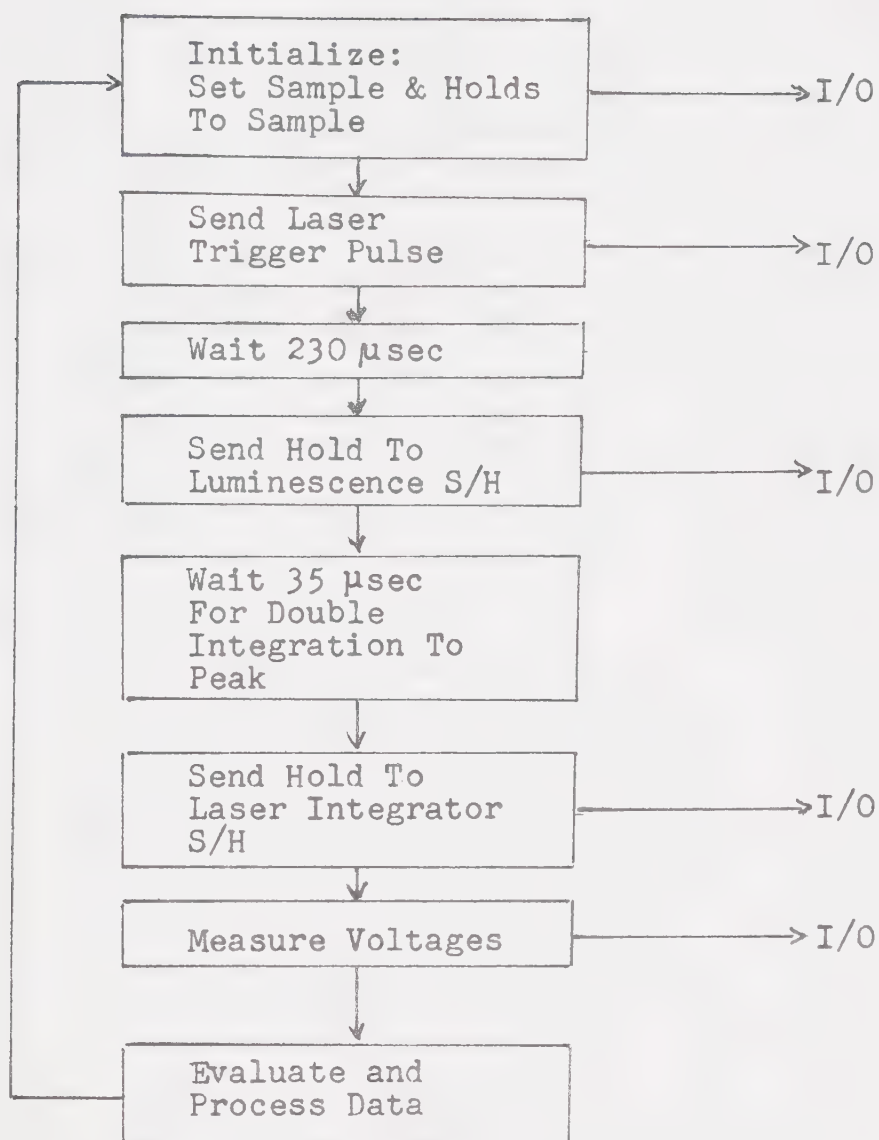 Initialize:
Set Sample & Holds
To Sample
I/O
Send Laser
Trigger Pulse
I/O
Wait 230 µsec
Send Hold To
Luminescence S/H
I/O
Wait 35 µsec
For Double
Integration To
Peak
Send Hold To
Laser Integrator
S/H
I/O
Measure Voltages
I/O
Evaluate and
Process Data